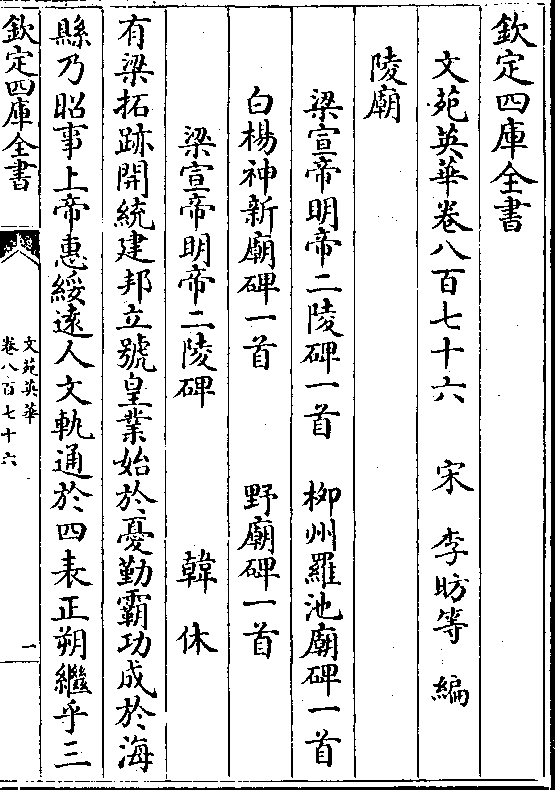 欽定四庫全書
文苑英華卷八百七十六　宋　李昉等　編
陵廟
梁宣帝明帝二陵碑一首　柳州羅池廟碑一首
白楊神新廟碑一首　野廟碑一首
梁宣帝明帝二陵碑　韓休
有梁拓跡開統建邦立號皇業始於憂勤霸功成於海
縣乃昭事上帝惠綏遠人文軌通於四表正朔繼乎三
欽定四庫全書
文苑英華
卷八百七十六
一